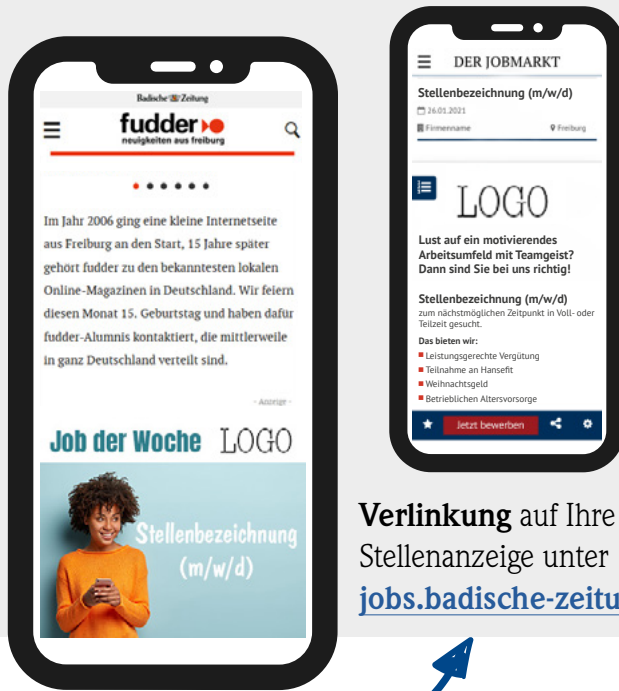 Badische Zeitung
fudder
neuigkeiten aus freiburg
Im Jahr 2006 ging eine kleine Internetseite
aus Freiburg an den Start, 15 Jahre später
gehört fudder zu den bekanntesten lokalen
Online-Magazinen in Deutschland. Wir feiern
diesen Monat 15. Geburtstag und haben dafür
fudder-Alumnis kontaktiert, die mittlerweile
in ganz Deutschland verteilt sind.
- Anzeige -
Job der Woche LOGO
Stellenbezeichnung
(m/w/d)
DER JOBMARKT
Stellenbezeichnung (m/w/d)
26.01.2021
Firmenname Freiburg
LOGO
Lust auf ein motivierendes
Arbeitsumfeld mit Teamgeist?
Dann sind Sie bei uns richtig!
Stellenbezeichnung (m/w/d)
zum nächstmöglichen Zeitpunkt in Voll- oder
Teilzeit gesucht.
Das bieten wir:
Leistungsgerechte Vergütung
Teilnahme an Hansefit
Weihnachtsgeld
Betrieblichen Altersvorsorge
Jetzt bewerben
Verlinkung auf Ihre
Stellenanzeige unter
jobs.badische-zeitu